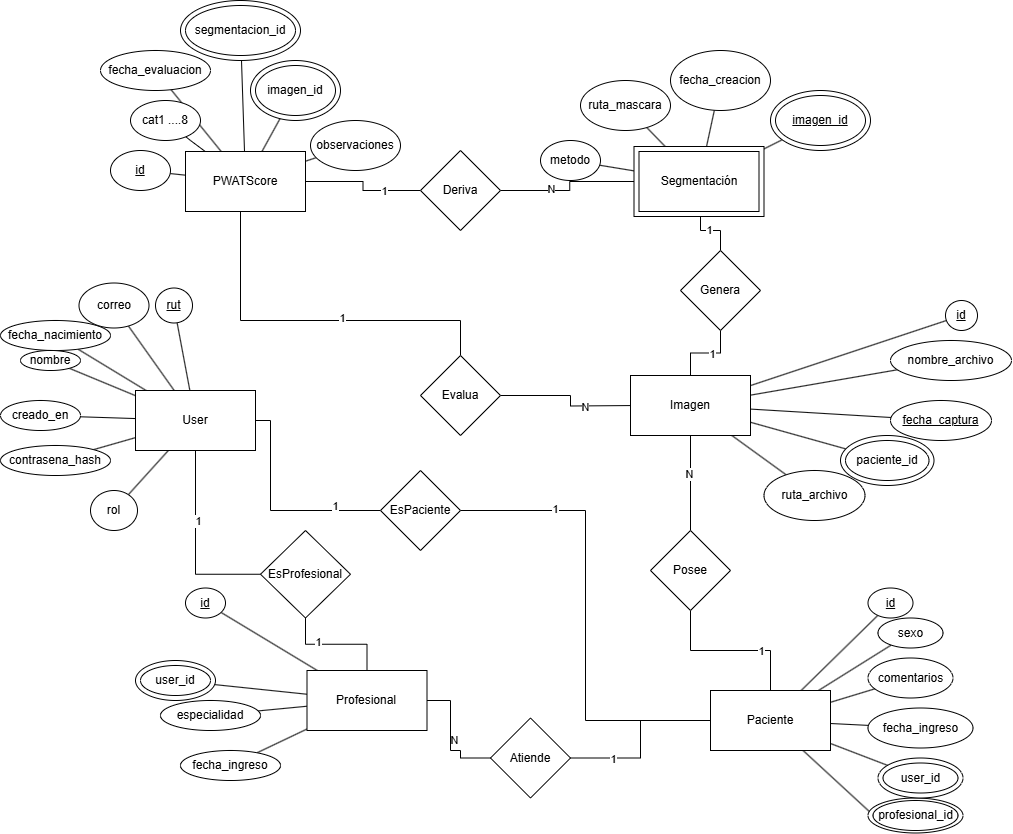 segmentacion_id
fecha_evaluacion
imagen_id
cat1 ....8
observaciones
id
PWATScore
1
Deriva
N
metodo
ruta_mascara
fecha_creacion
imagen_id
Segmentación
1
Genera
1
1
Evalua
N
correo
rut
fecha_nacimiento
nombre
creado_en
contrasena_hash
rol
User
Imagen
id
nombre_archivo
fecha_captura
paciente_id
ruta_archivo
N
Posee
1
1
EsPaciente
1
1
EsProfesional
1
id
user_id
especialidad
fecha_ingreso
Profesional
N
Atiende
1
Paciente
id
sexo
comentarios
fecha_ingreso
user_id
profesional_id